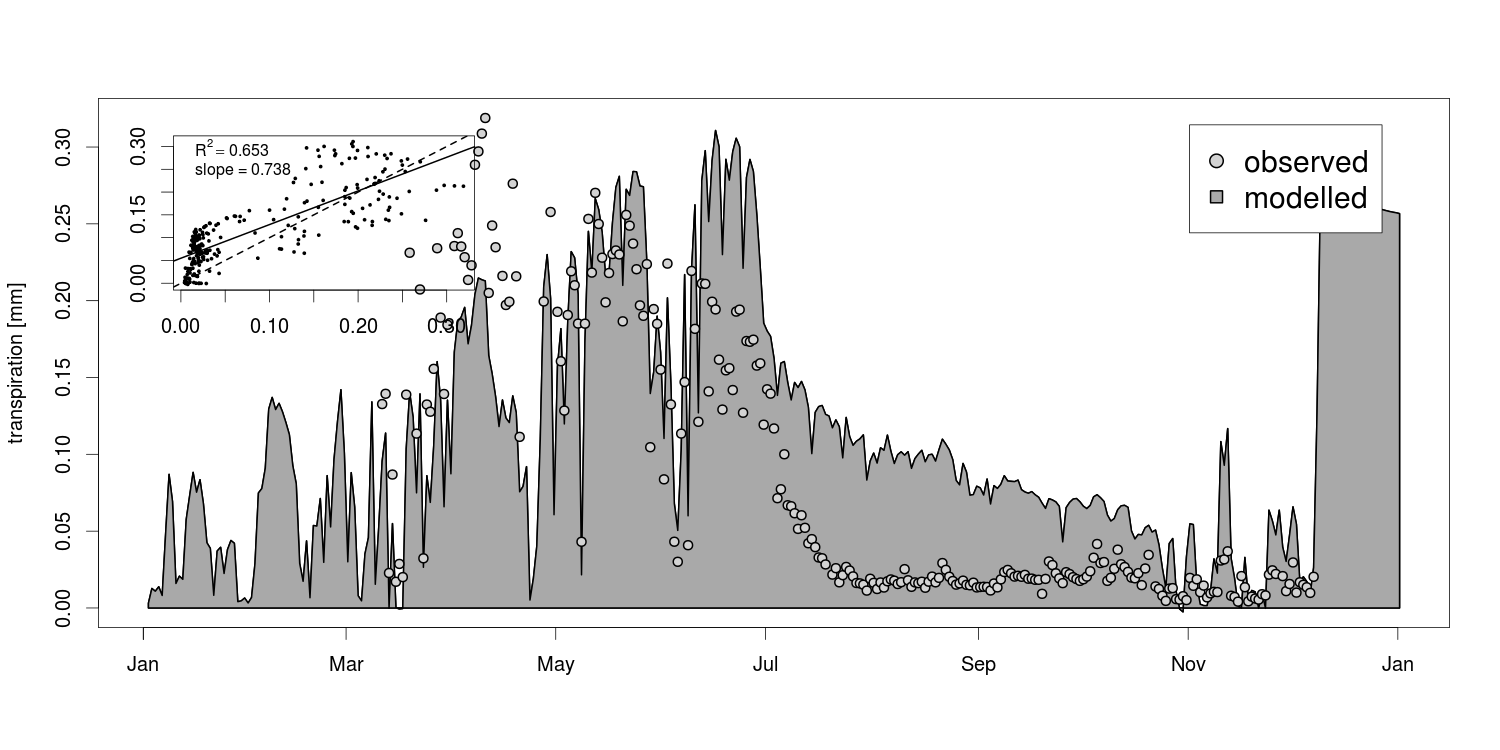 R2 = 0.653
slope = 0.738
0.00 0.15 0.30
0.00 0.10 0.20 0.30
observed
modelled
transpiration [mm]
0.00 0.05 0.10 0.15 0.20 0.25 0.30
Jan Mar May Jul Sep Nov Jan